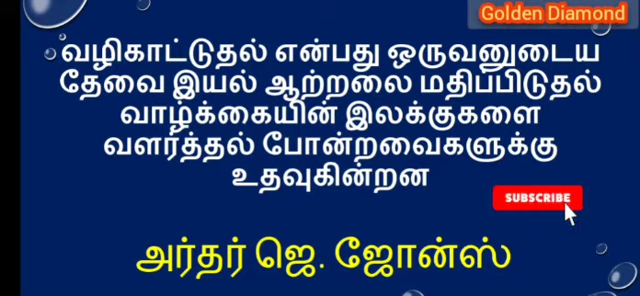 Golden Diamond
வழிகாட்டுதல் என்பது ஒருவனுடைய
தேவை இயல் ஆற்றலை மதிப்பிடுதல்
வாழ்க்கையின் இலக்குகளை
வளர்த்தல் போன்றவைகளுக்கு
உதவுகின்றன
SUBSCRIBE
அர்தர் ஜெ. ஜோன்ஸ்